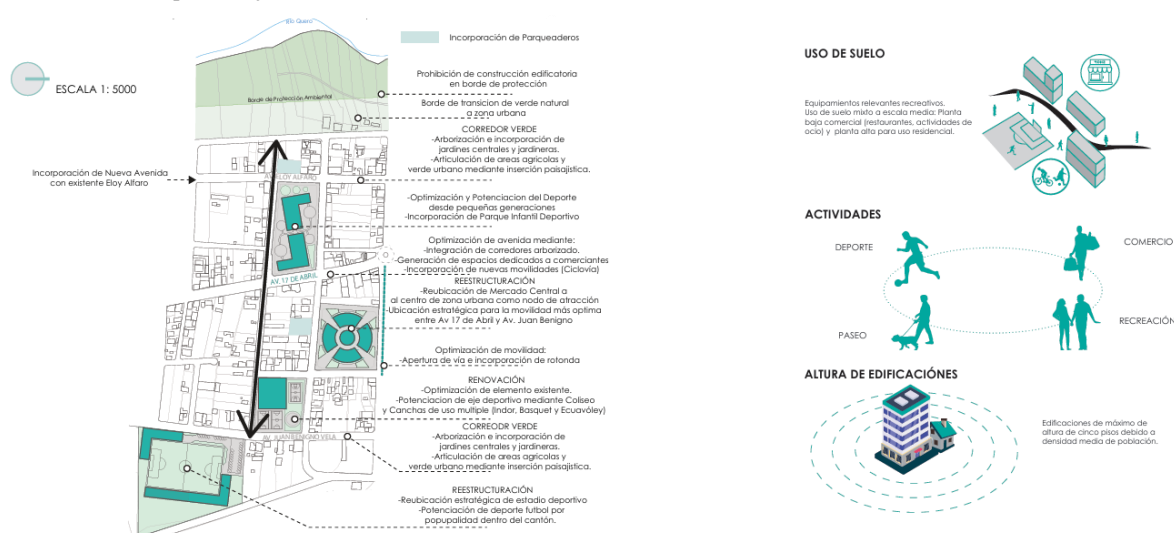 Río Quero
Incorporación de Parqueaderos
ESCALA 1: 5000
Prohibición de construcción edificatoria
en borde de protección
Borde de Proteación Ambiental
Borde de transicion de verde natural
a zona urbana
CORREDOR VERDE
-Arborización e incorporación de
jardines centrales y jardineras.
-Articulación de areas agricolas y
verde urbano mediante inserción paisajística.
Incorporación de Nueva Avenida
con existente Eloy Alfaro
AV. ELOY ALFARO
-Optimización y Potenciacion del Deporte
desde pequeñas generaciones
-Incorporación de Parque Infantil Deportivo
Optimización de avenida mediante:
-Integración de corredores arborizado.
-Generación de espacios dedicados a comerciantes
-Incorporación de nuevas movilidades (Ciclovía)
AV. 17 DE ABRIL
REESTRUCTURACIÓN
-Reubicación de Mercado Central a
al centro de zona urbana como nodo de atracción
-Ubicación estratégica para la movilidad más optima
entre Av 17 de Abril y Av. Juan Benigno
Optimización de movilidad:
-Apertura de vía e incorporación de rotonda
RENOVACIÓN
-Optimización de elemento existente.
-Potenciacion de eje deportivo mediante Coliseo
y Canchas de uso multiple (Indor, Basquet y Ecuavóley)
AV. JUAN BENIGNO VELA
CORREODR VERDE
-Arborización e incorporación de
jardines centrales y jardineras.
-Articulación de areas agricolas y
verde urbano mediante inserción paisajística.
REESTRUCTURACIÓN
-Reubicación estratégica de estadio deportivo
-Potenciación de deporte futbol por
popupalidad dentro del cantón.
USO DE SUELO
Equipamientos relevantes recreativos.
Uso de suelo mixto a escala media: Planta
baja comercial (restaurantes, actividades de
ocio) y planta alta para uso residencial.
ACTIVIDADES
DEPORTE
COMERCIO
PASEO
RECREACIÓN
ALTURA DE EDIFICACIÓNES
Edificaciones de máximo de
altura de cinco pisos debido a
densidad media de población.